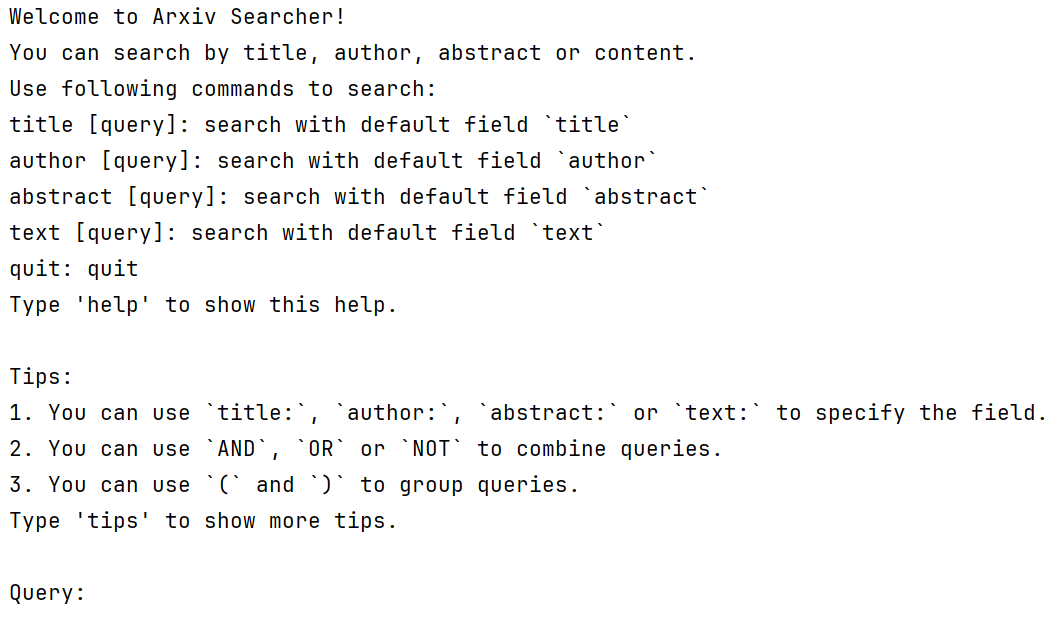 Welcome to Arxiv Searcher!
You can search by title, author, abstract or content.
Use following commands to search:
title [query]: search with default field `title`
author [query]: search with default field `author`
abstract [query]: search with default field `abstract`
text [query]: search with default field `text`
quit: quit
Type 'help' to show this help.
Tips:
1. You can use `title:`, `author:`, `abstract:` or `text:` to specify the field.
2. You can use `AND`, `OR` or `NOT` to combine queries.
3. You can use `(` and `)` to group queries.
Type 'tips' to show more tips.
Query: